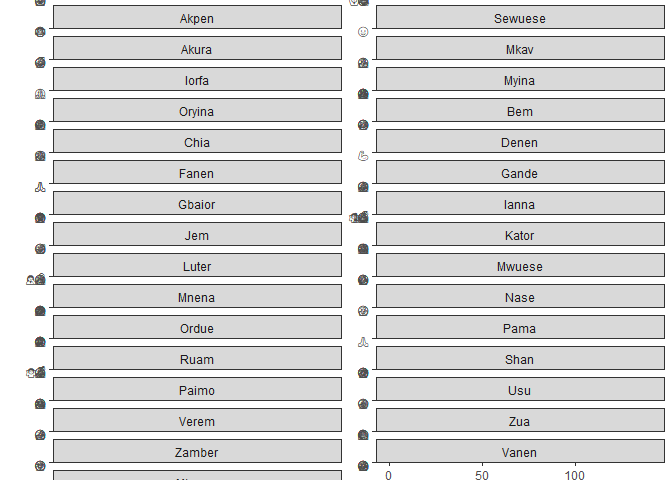 Akpen
Akura
Iorfa
Oryina
Chia
Fanen
Gbaior
Jem
Luter
Mnena
Ordue
Ruam
Paimo
Verem
Zamber
Sewuese
Mkav
Myina
Bem
Denen
Gande
Ianna
Kator
Mwuese
Nase
Pama
Shan
Usu
Zua
Vanen
0 50 100